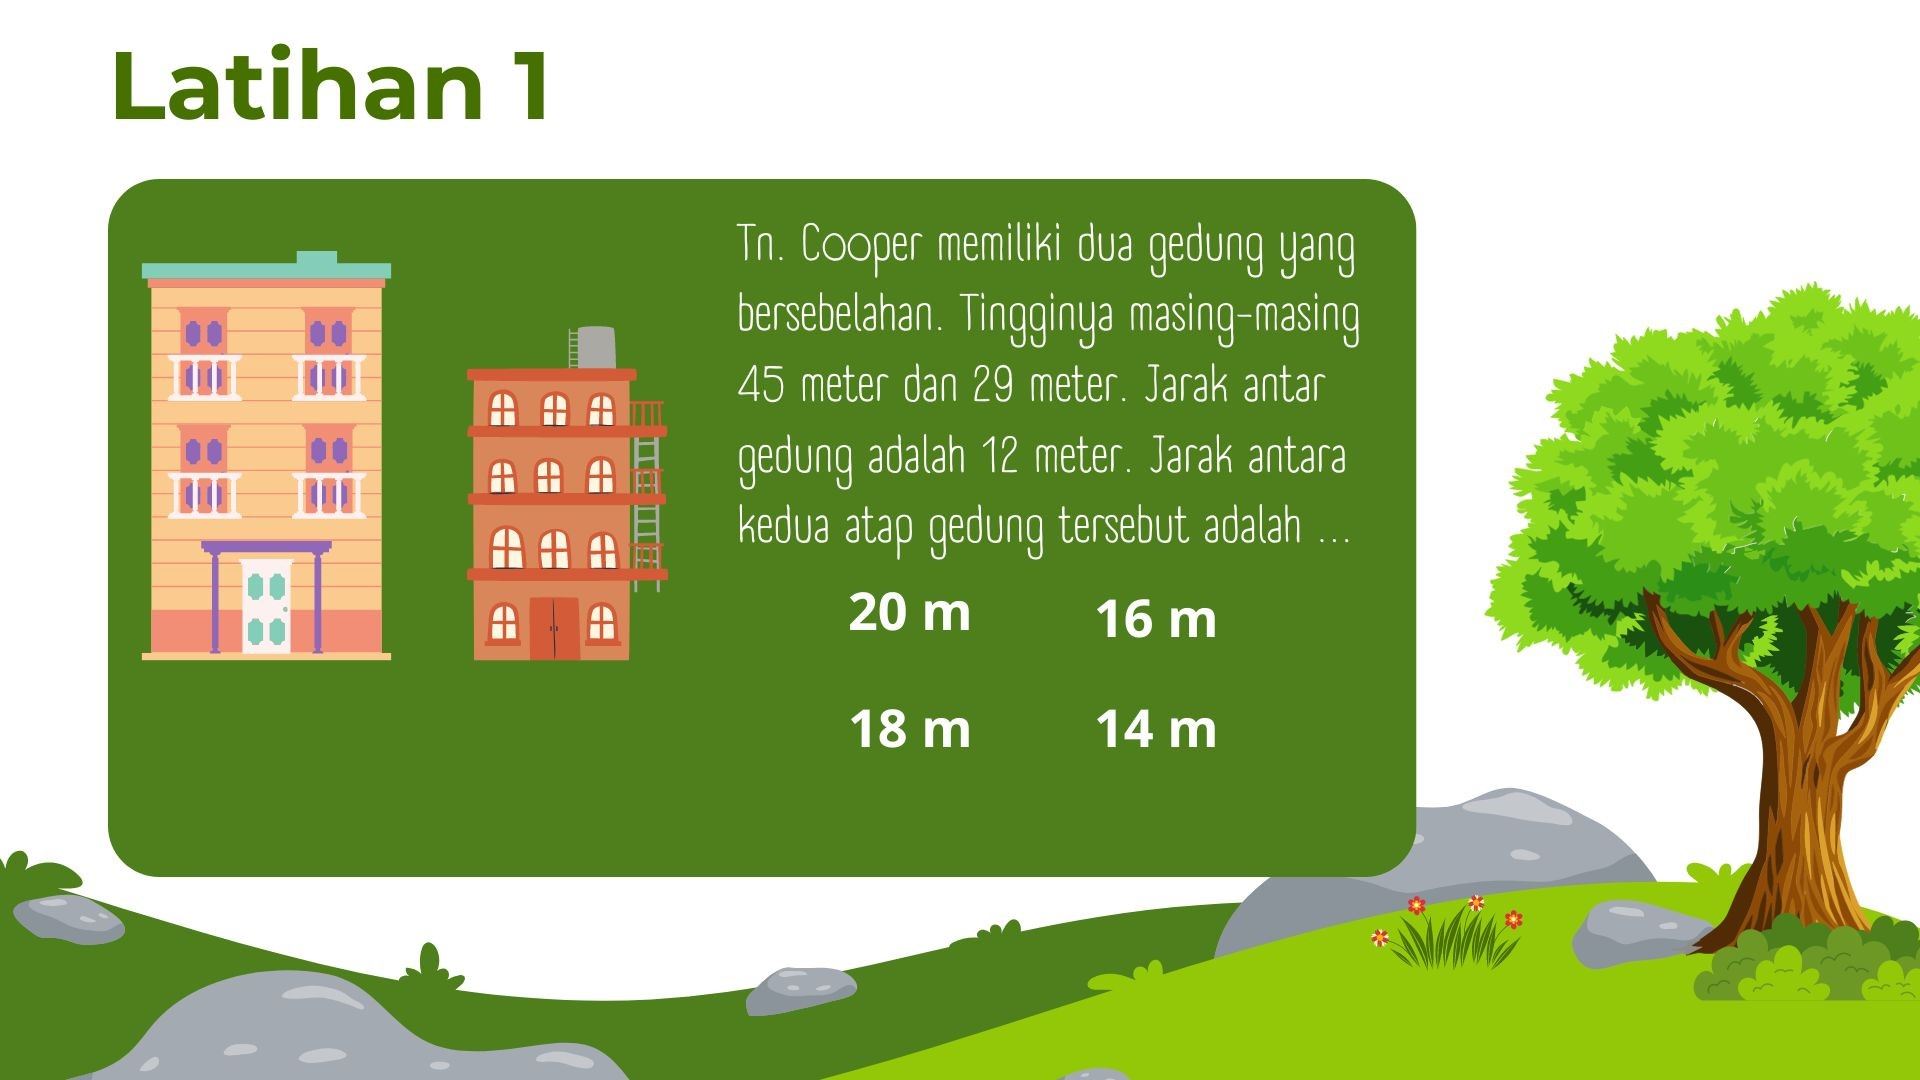 Latihan 1
Tn. Cooper memiliki dua gedung yang
bersebelahan. Tingginya masing-masing
45 meter dan 29 meter. Jarak antar
gedung adalah 12 meter. Jarak antara
kedua atap gedung tersebut adalah ...
20 m 16 m
18 m 14 m